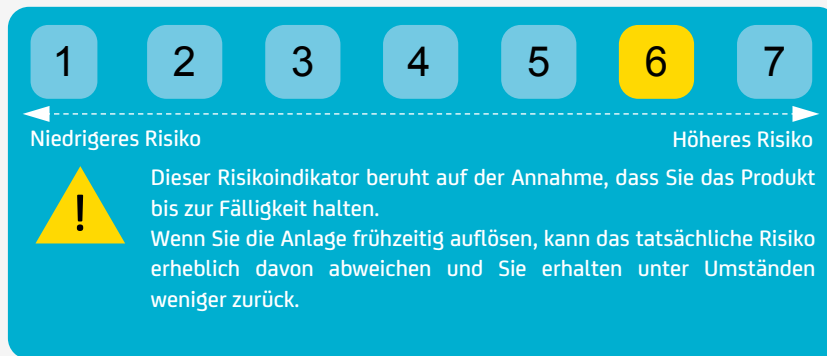 1 2 3 4 5 6 7
Niedrigeres Risiko Höheres Risiko
!
Dieser Risikoindikator beruht auf der Annahme, dass Sie das Produkt
bis zur Fälligkeit halten.
Wenn Sie die Anlage frühzeitig auflösen, kann das tatsächliche Risiko
erheblich davon abweichen und Sie erhalten unter Umständen
weniger zurück.